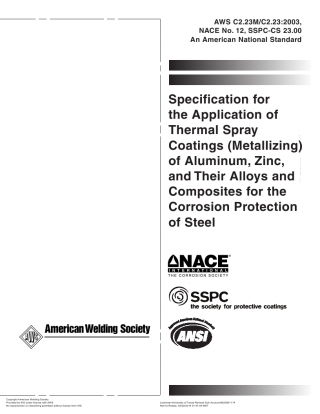 AWS C2.23M/C2.23:2003,
NACE No. 12, SSPC-CS 23.00
An American National Standard
Specification for
the Application of
Thermal Spray
Coatings (Metallizing)
of Aluminum, Zinc,
and Their Alloys and
Composites for the
Corrosion Protection
of Steel
NACE
INTERNATIONAL
THE CORROSION SOCIETY
SSPC
the society for protective coatings
ANSI
AWS
American Welding Society